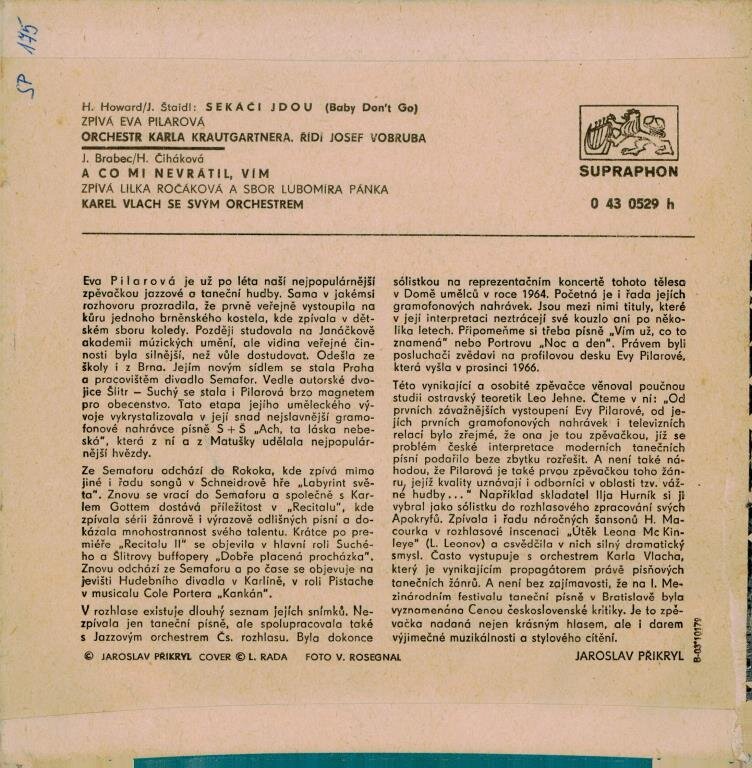 SP 175
H. Howard/J. Štaidl: SEKÁČI JDOU (Baby Don't Go)
ZPÍVÁ EVA PILAROVÁ
ORCHESTR KARLA KRAUTGARTNERA. ŘÍDÍ JOSEF VOBRUBA
J. Brabec/H. Čiháková
A CO MI NEVRÁTIL, VÍM
ZPÍVÁ LILKA ROČÁKOVÁ A SBOR LUBOMÍRA PÁNKA
KAREL VLACH SE SVÝM ORCHESTREM
SUPRAPHON
0 43 0529 h
Eva Pilarová je už po léta naší nejpopulárnější
zpěvačkou jazzové a taneční hudby. Sama v jakémsi
rozhovoru prozradila, že prvně veřejně vystoupila na
kůru jednoho brněnského kostela, kde zpívala v dět-
ském sboru koledy. Později studovala na Janáčkově
akademii múzických umění, ale vidina veřejné čin-
nosti byla silnější, než vůle dostudovat. Odešla ze
školy i z Brna. Jejím novým sídlem se stala Praha
a pracovištěm divadlo Semafor. Vedle autorské dvo-
jice Šlitr – Suchý se stala i Pilarová brzo magnetem
pro obecenstvo. Tato etapa jejího uměleckého vý-
voje vykrystalizovala v její snad nejslavnější gramo-
fonové nahrávce písně S + Š „Ach, ta láska nebe-
ská“, která z ní a z Matušky udělala nejpopulár-
nější hvězdy.
Ze Semaforu odchází do Rokoka, kde zpívá mimo
jiné i řadu songů v Schneidrově hře „Labyrint svě-
ta“. Znovu se vrací do Semaforu a společně s Kar-
lem Gottem dostává příležitost v „Recitalu“, kde
zpívala sérii žánrově i výrazově odlišných písní a do-
kázala mnohostrannost svého talentu. Krátce po pre-
miéře „Recitalu II“ se objevila v hlavní roli Suché-
ho a Šlitrovy buffopery „Dobře placená procházka“.
Znovu odchází ze Semaforu a po čase se objevuje na
jevišti Hudebního divadla v Karlíně, v roli Pistache
v musicalu Cole Portera „Kankán“.
V rozhlase existuje dlouhý seznam jejích snímků. Ne-
zpívala jen taneční písně, ale spolupracovala také
s Jazzovým orchestrem Čs. rozhlasu. Byla dokonce
sólistkou na reprezentačním koncertě tohoto tělesa
v Domě umělců v roce 1964. Početná je i řada jejích
gramofonových nahrávek. Jsou mezi nimi tituly, které
v její interpretaci neztrácejí své kouzlo ani po něko-
lika letech. Připomeňme si třeba písně „Vím už, co to
znamená“ nebo Portrovu „Noc a den“. Právem byli
posluchači zvědavi na profilovou desku Evy Pilarové,
která vyšla v prosinci 1966.
Této vynikající a osobité zpěvačce věnoval poučnou
studii ostravský teoretik Leo Jehne. Čteme v ní: „Od
prvních závažnějších vystoupení Evy Pilarové, od je-
jích prvních gramofonových nahrávek i televizních
relací bylo zřejmé, že ona je tou zpěvačkou, jíž se
problém české interpretace moderních tanečních
písní podařilo beze zbytku rozřešit. A není také ná-
hodou, že Pilarová je také prvou zpěvačkou toho žán-
ru, jejíž kvality uznávají i odborníci v oblasti tzv. váž-
né hudby...“ Například skladatel Ilja Hurník si ji
vybral jako sólistku do rozhlasového zpracování svých
Apokryfů. Zpívala i řadu náročných šansonů H. Ma-
courka v rozhlasové inscenaci „Útěk Leona Mc Kin-
leye“ (L. Leonov) a osvědčila v nich silný dramatický
smysl. Často vystupuje s orchestrem Karla Vlacha,
který je vynikajícím propagátorem právě písňových
tanečních žánrů. A není bez zajímavosti, že na I. Me-
zinárodním festivalu taneční písně v Bratislavě byla
vyznamenána Cenou československé kritiky. Je to zpě-
vačka nadaná nejen krásným hlasem, ale i darem
výjimečné muzikálnosti a stylového cítění.
© JAROSLAV PŘIKRYL COVER © L. RADA FOTO V. ROSEGNAL
JAROSLAV PŘIKRYL
B-03*10179